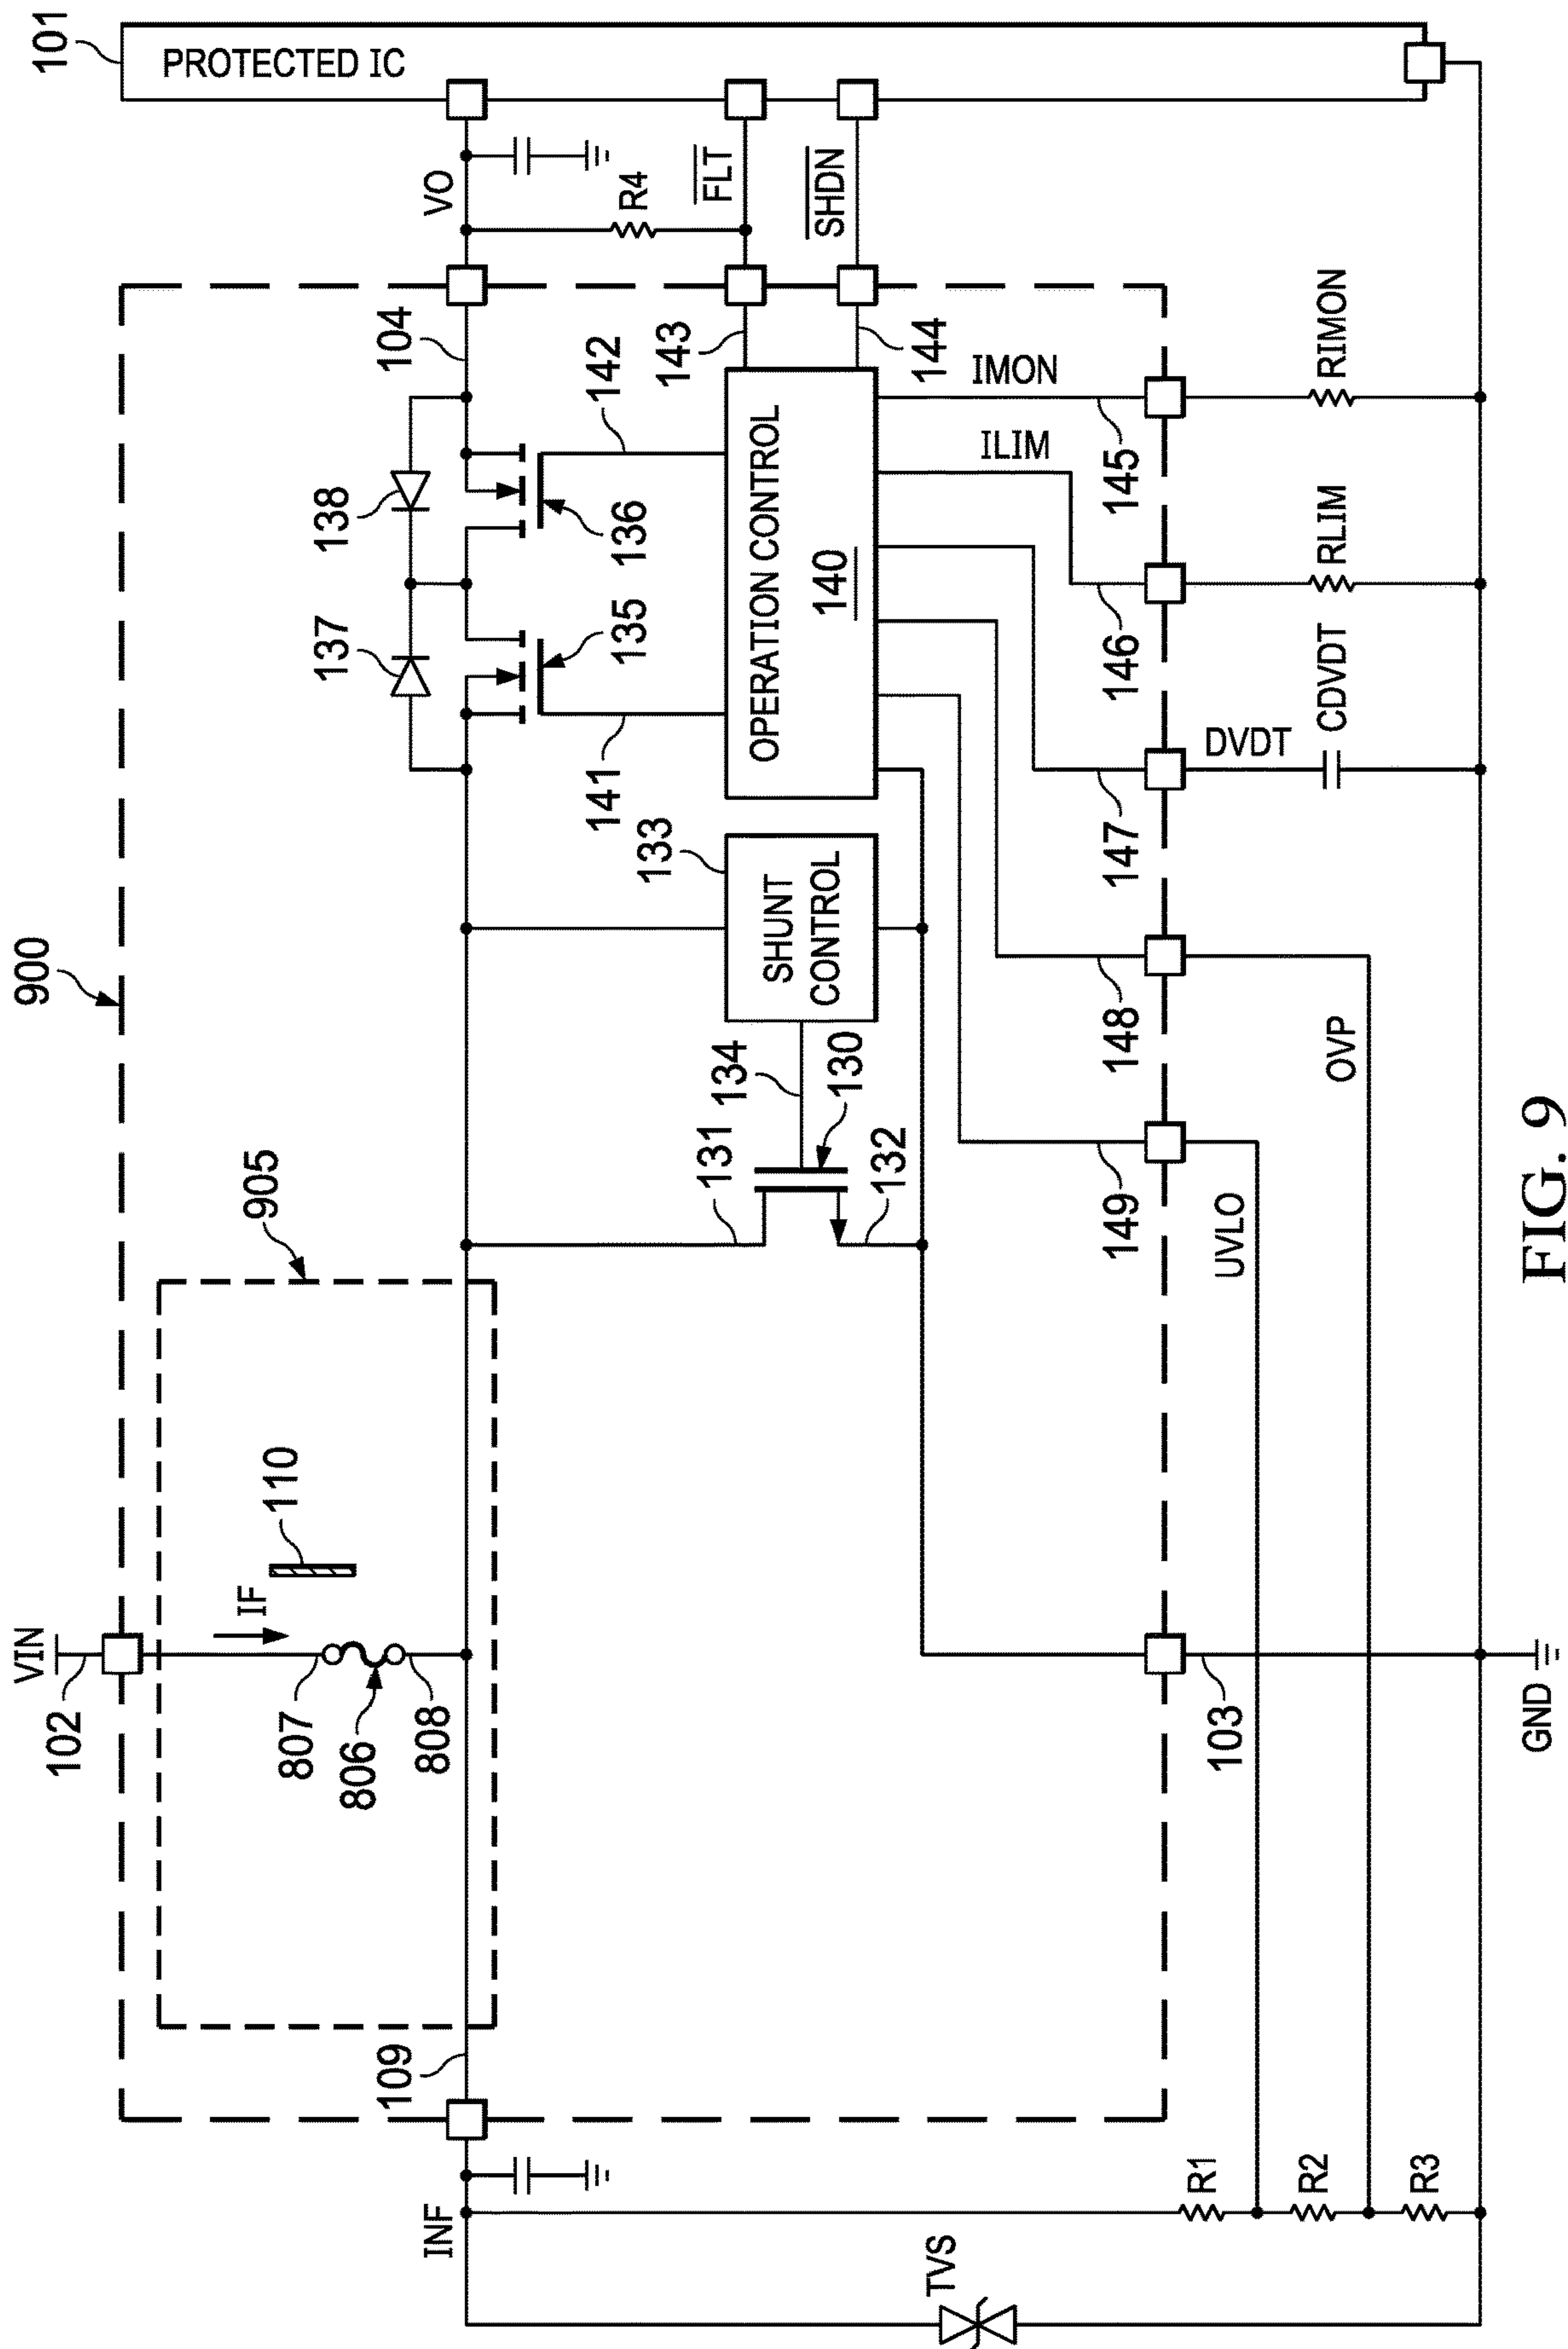 900
101
PROTECTED IC
VIN
102
905
IF
110
807
806
808
109
INF
137
138
104
VO
R4
FLT
SHDN
135
136
141
142
143
144
131
134
130
132
133
SHUNT
CONTROL
OPERATION CONTROL
140
IMON
ILIM
149
148
147
146
145
103
UVLO
OVP
DVDT
CDVDT
RLIM
RIMON
R1
R2
R3
TVS
GND
FIG. 9